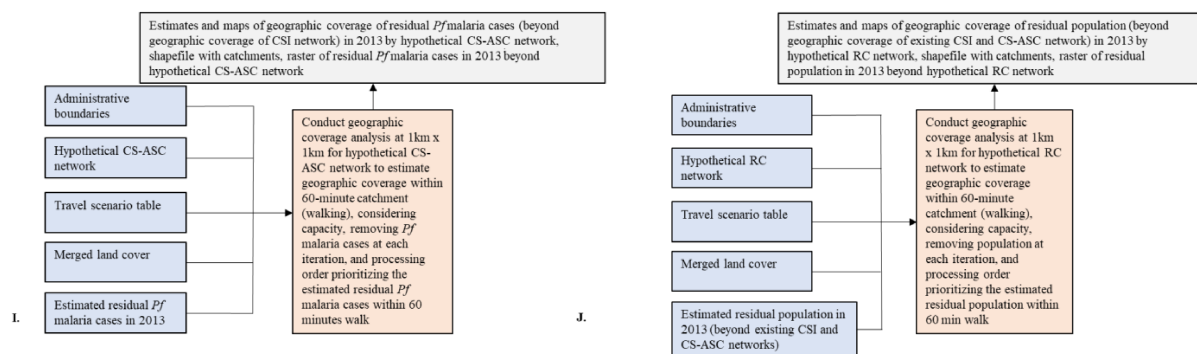 Estimates and maps of geographic coverage of residual Pf malaria cases (beyond
geographic coverage of CSI network) in 2013 by hypothetical CS-ASC network,
shapefile with catchments, raster of residual Pf malaria cases in 2013 beyond
hypothetical CS-ASC network
Administrative
boundaries
Hypothetical CS-ASC
network
Travel scenario table
Merged land cover
Estimated residual Pf
malaria cases in 2013
Conduct geographic
coverage analysis at 1km x
1km for hypothetical CS-
ASC network to estimate
geographic coverage within
60-minute catchment
(walking), considering
capacity, removing Pf
malaria cases at each
iteration, and processing
order prioritizing the
estimated residual Pf
malaria cases within 60
minutes walk
I.
Estimates and maps of geographic coverage of residual population (beyond
geographic coverage of existing CSI and CS-ASC network) in 2013 by
hypothetical RC network, shapefile with catchments, raster of residual
population in 2013 beyond hypothetical RC network
Administrative
boundaries
Hypothetical RC
network
Travel scenario table
Merged land cover
Estimated residual population in
2013 (beyond existing CSI and
CS-ASC networks)
Conduct geographic
coverage analysis at 1km
x 1km for hypothetical RC
network to estimate
geographic coverage
within 60-minute
catchment (walking),
considering capacity,
removing population at
each iteration, and
processing order
prioritizing the estimated
residual population within
60 min walk
J.